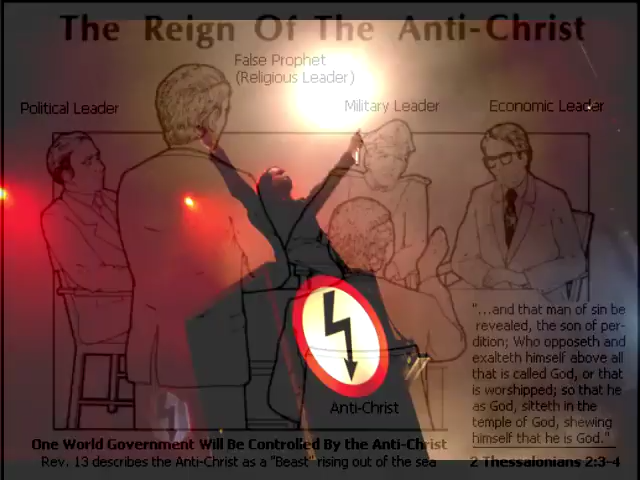 The Reign Of The Anti-Christ
False Prophet
(Religious Leader)
Political Leader
Military Leader
Economic Leader
"...and that man of sin be
revealed, the son of per-
dition; Who opposeth and
exalteth himself above all
that is called God, or that
is worshipped; so that he
as God, sitteth in the
temple of God, shewing
himself that he is God."
2 Thessalonians 2:3-4
Anti-Christ
One World Government Will Be Controlled By the Anti-Christ
Rev. 13 describes the Anti-Christ as a "Beast" rising out of the sea